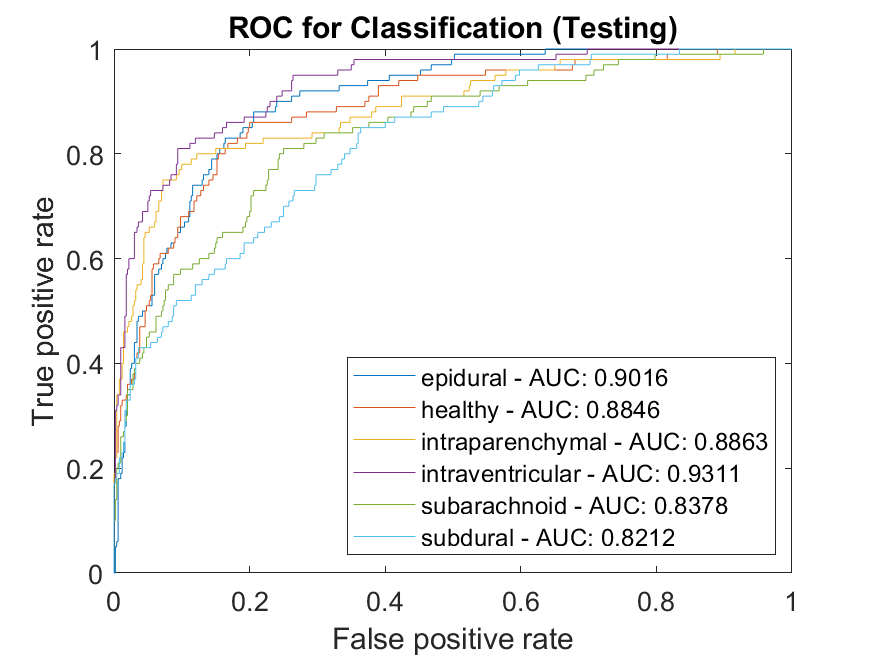 ROC for Classification (Testing)
1
0.8
0.6
0.4
0.2
0
True positive rate
epidural - AUC: 0.9016
healthy - AUC: 0.8846
intraparenchymal - AUC: 0.8863
intraventricular - AUC: 0.9311
subarachnoid - AUC: 0.8378
subdural - AUC: 0.8212
0 0.2 0.4 0.6 0.8 1
False positive rate